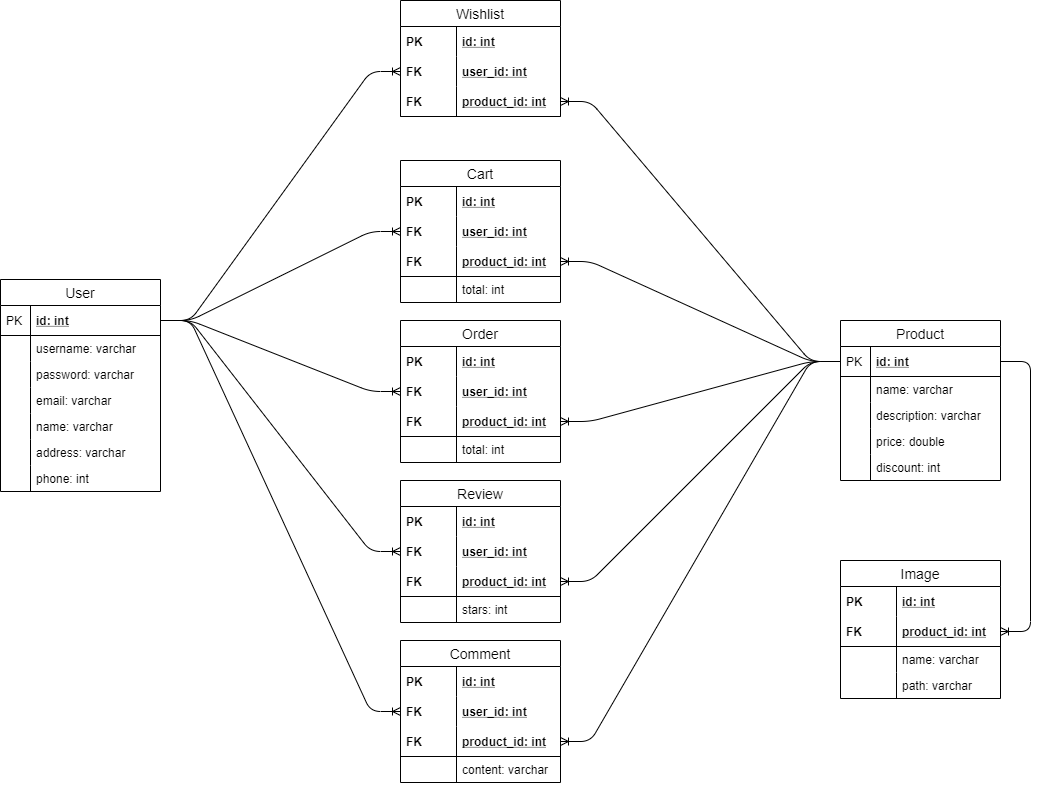 Wishlist
PK id: int
FK user_id: int
FK product_id: int
Cart
PK id: int
FK user_id: int
FK product_id: int
total: int
User
PK id: int
username: varchar
password: varchar
email: varchar
name: varchar
address: varchar
phone: int
Order
PK id: int
FK user_id: int
FK product_id: int
total: int
Product
PK id: int
name: varchar
description: varchar
price: double
discount: int
Review
PK id: int
FK user_id: int
FK product_id: int
stars: int
Image
PK id: int
FK product_id: int
name: varchar
path: varchar
Comment
PK id: int
FK user_id: int
FK product_id: int
content: varchar